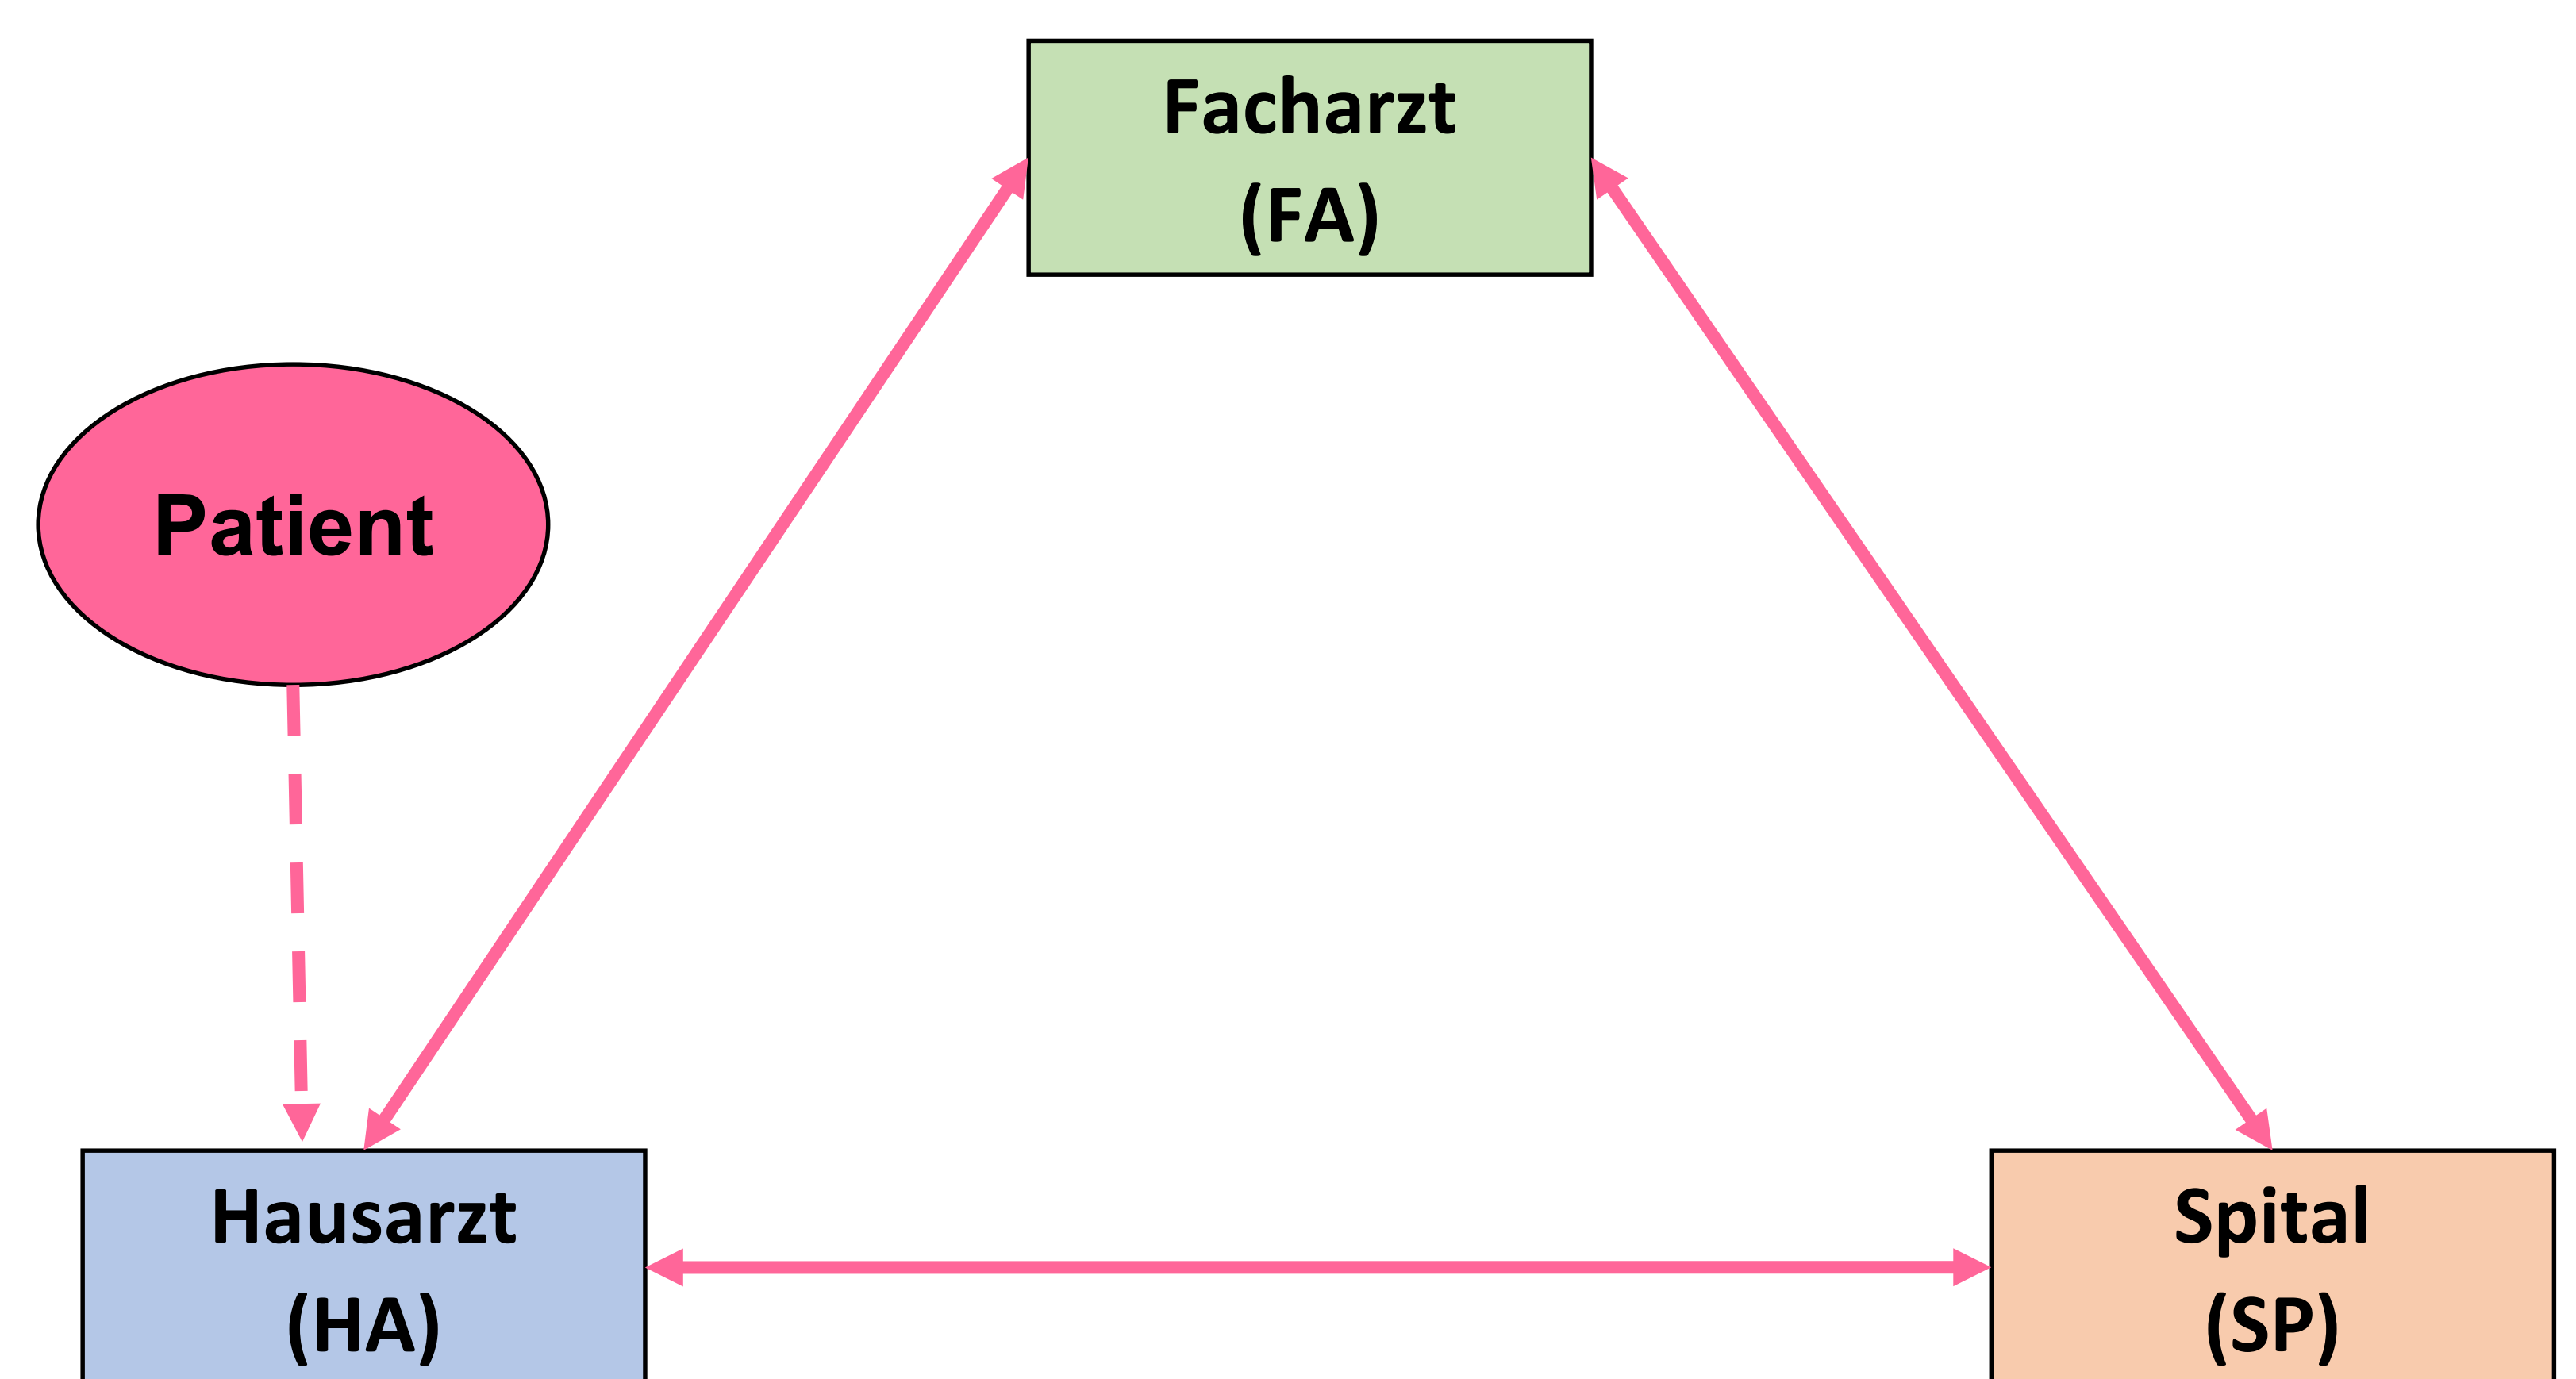 Facharzt
(FA)
Patient
Hausarzt
(HA)
Spital
(SP)